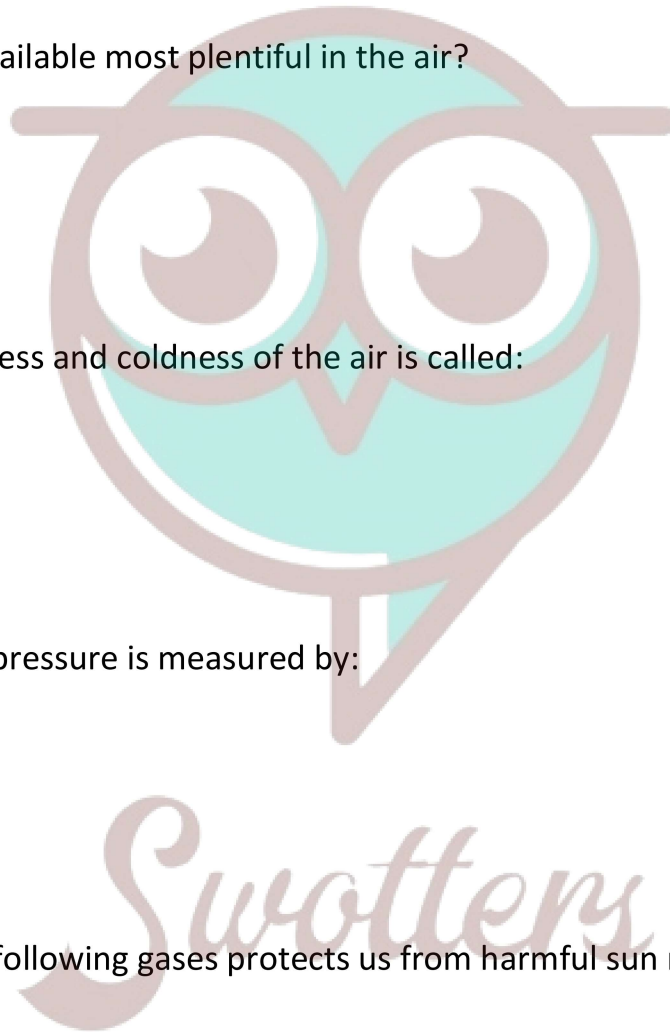 ailable most plentiful in the air?
ess and coldness of the air is called:
pressure is measured by:
Swotters
following gases protects us from harmful sun